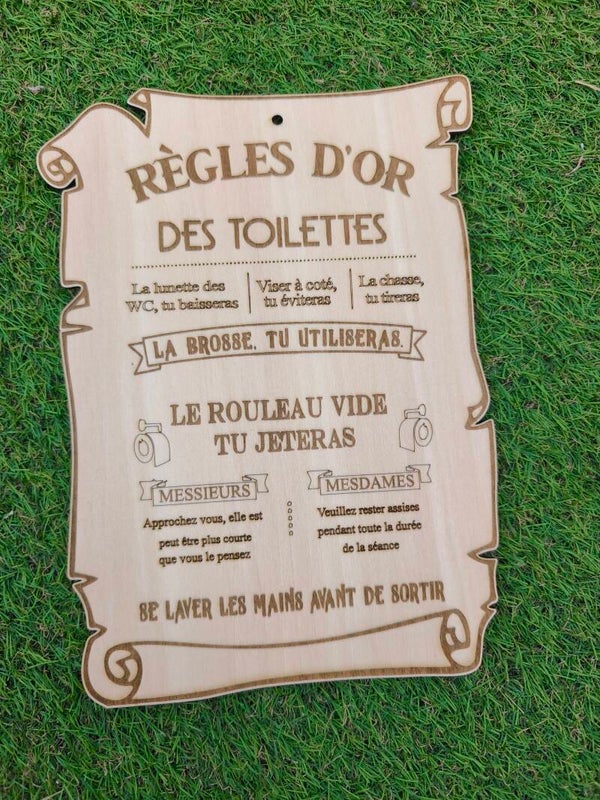 RÈGLES D'OR
DES TOILETTES
La lunette des
WC, tu baisseras
Viser à coté,
tu éviteras
La chasse,
tu tireras
LA BROSSE, TU UTILISERAS.
LE ROULEAU VIDE
TU JETERAS
MESSIEURS
Approchez vous, elle est
peut être plus courte
que vous le pensez
MESDAMES
Veuillez rester assises
pendant toute la durée
de la séance
SE LAVER LES MAINS AVANT DE SORTIR